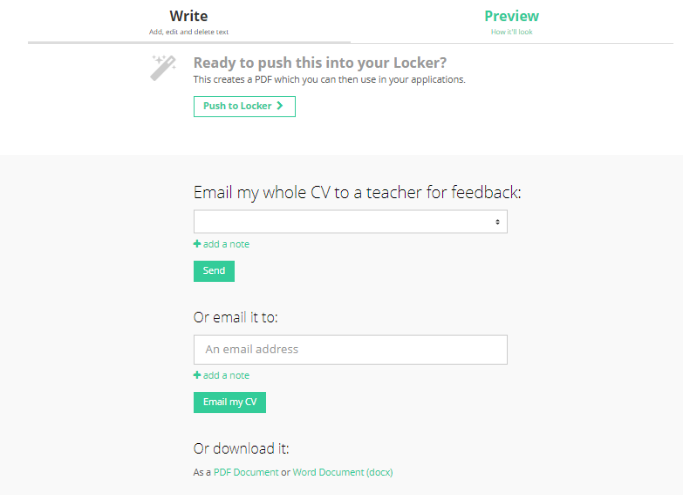 Write
Add, edit and delete text
Preview
How it'll look
Ready to push this into your Locker?
This creates a PDF which you can then use in your applications.
Push to Locker
Email my whole CV to a teacher for feedback:
add a note
Send
Or email it to:
An email address
add a note
Email my CV
Or download it:
As a PDF Document or Word Document (docx)